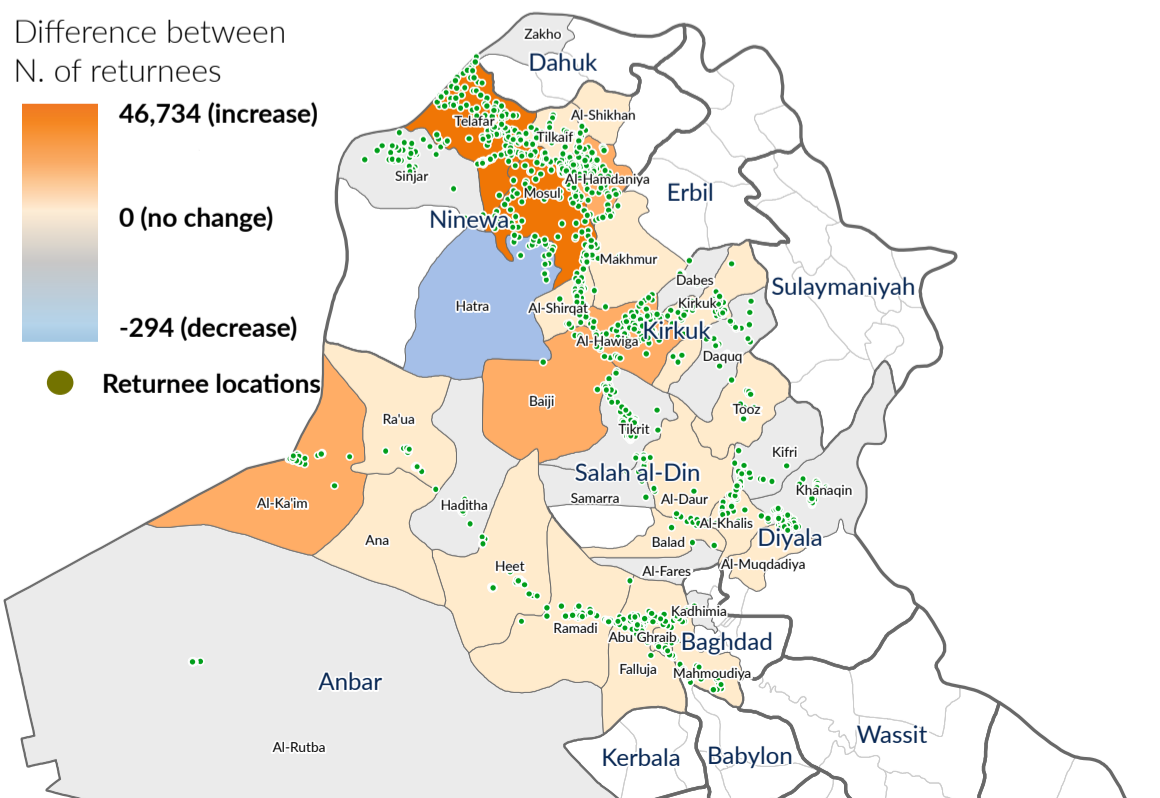 Difference between
N. of returnees
46,734 (increase)
0 (no change)
-294 (decrease)
Returnee locations
Zakho
Dahuk
Al-Shikhan
Telafar
Tilkaif
Sinjar
Al-Hamdaniya
Mosul
Erbil
Ninewa
Makhmur
Dabes
Sulaymaniyah
Hatra
Al-Shirqat
Kirkuk
Kirkuk
Al-Hawiga
Daquq
Baiji
Tooz
Ra'ua
Tikrit
Kifri
Salah al-Din
Khanaqin
Samarra
Al-Daur
Al-Ka'im
Haditha
Al-Khalis
Diyala
Ana
Balad
Al-Muqdadiya
Heet
Al-Fares
Kadhimia
Ramadi
Abu Ghraib
Baghdad
Falluja
Mahmoudiya
Anbar
Al-Rutba
Wassit
Kerbala
Babylon